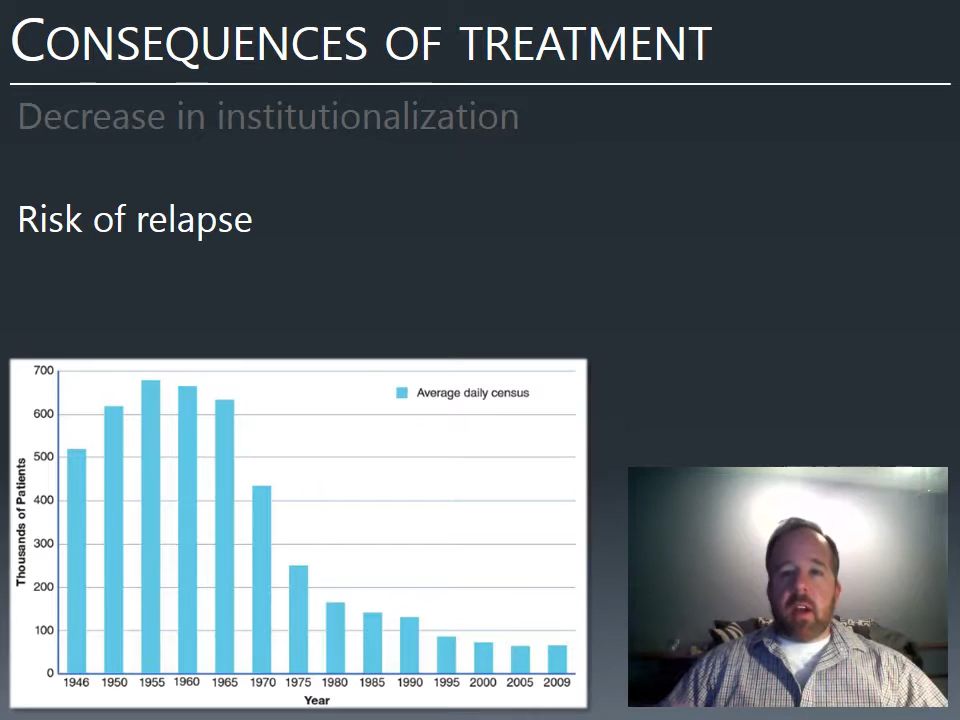 CONSEQUENCES OF TREATMENT
Decrease in institutionalization
Risk of relapse
700
600
500
400
300
200
100
0
Thousands of Patients
Average daily census
1946 1950 1955 1960 1965 1970 1975 1980 1985 1990 1995 2000 2005 2009
Year